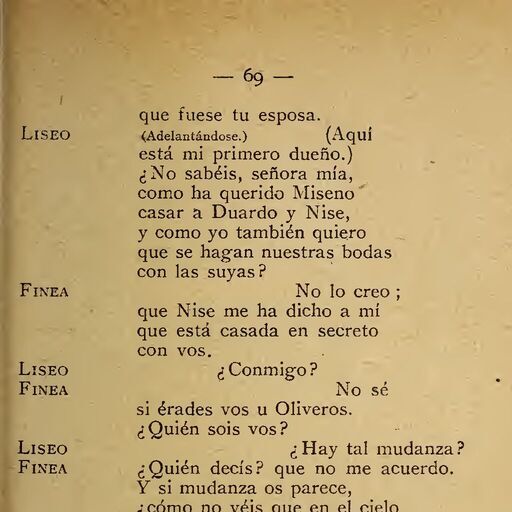 — 69 —
que fuese tu esposa.
LISEO (Adelantándose.) (Aquí
está mi primero dueño.)
¿No sabéis, señora mía,
como ha querido Miseno
casar a Duardo y Nise,
y como yo también quiero
que se hagan nuestras bodas
con las suyas?
FINEA No lo creo ;
que Nise me ha dicho a mí
que está casada en secreto
con vos.
LISEO ¿Conmigo?
FINEA No sé
si érades vos u Oliveros.
¿Quién sois vos?
LISEO ¿Hay tal mudanza?
FINEA ¿Quién decís? que no me acuerdo.
Y si mudanza os parece,
¿cómo no véis que en el cielo